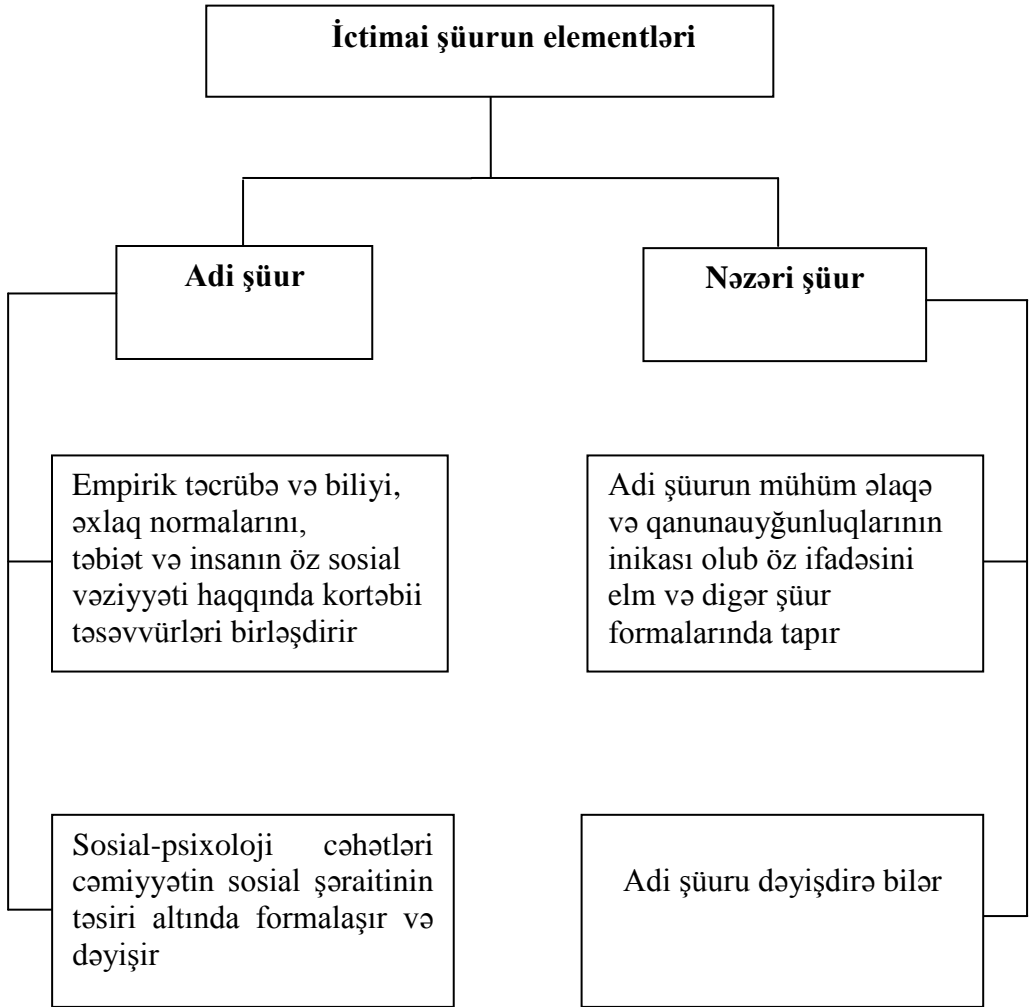 İctimai şüurun elementləri
Adi şüur
Nəzəri şüur
Empirik təcrübə və biliyi,
əxlaq normalarını,
təbiət və insanın öz sosial
vəziyyəti haqqında kortəbii
təsəvvürləri birləşdirir
Adi şüurun mühüm əlaqə
və qanunauyğunluqlarının
inikası olub öz ifadəsini
elm və digər şüur
formalarında tapır
Sosial-psixoloji cəhətləri
cəmiyyətin sosial şəraitinin
təsiri altında formalaşır və
dəyişir
Adi şüuru dəyişdirə bilər